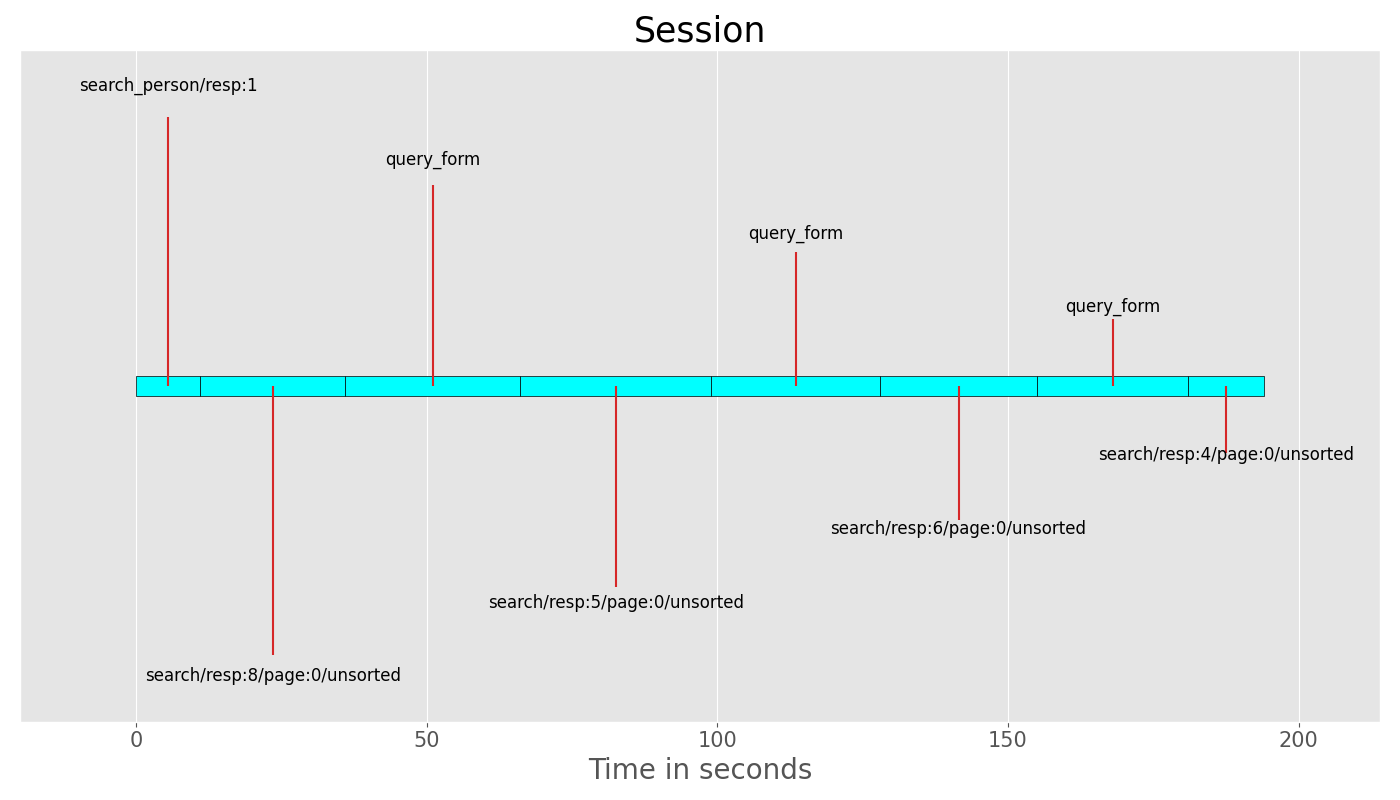 Session
search_person/resp:1
query_form
query_form
query_form
search/resp:4/page:0/unsorted
search/resp:6/page:0/unsorted
search/resp:5/page:0/unsorted
search/resp:8/page:0/unsorted
0 50 100 150 200
Time in seconds